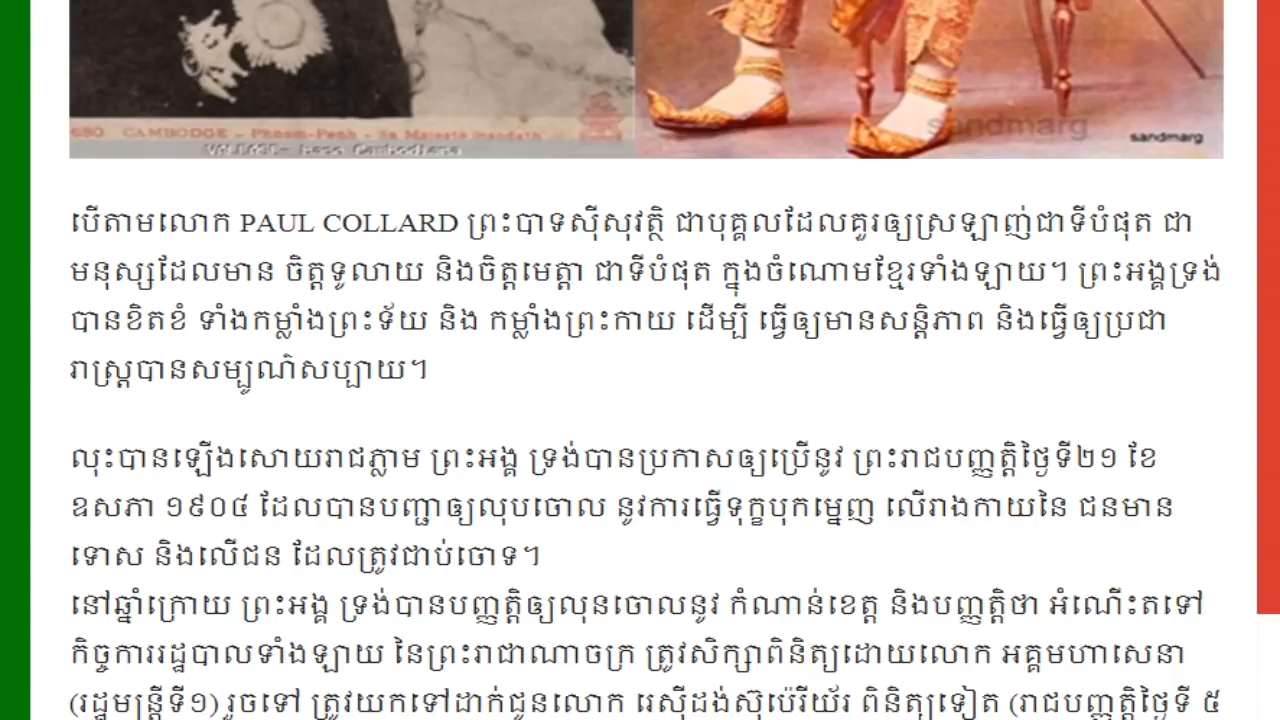 680 CAMBODGE - Phnom-Penh - Sa Majesté Sisowath
sandmarg
sandmarg
បើតាមលោក PAUL COLLARD ព្រះបាទស៊ីសុវត្ថិ ជាបុគ្គលដែលគួរឲ្យស្រឡាញ់ជាទីបំផុត ជា
មនុស្សដែលមាន ចិត្តទូលាយ និងចិត្តមេត្តា ជាទីបំផុត ក្នុងចំណោមខ្មែរទាំងឡាយ។ ព្រះអង្គទ្រង់
បានខិតខំ ទាំងកម្លាំងព្រះទ័យ និង កម្លាំងព្រះកាយ ដើម្បី ធ្វើឲ្យមានសន្តិភាព និងធ្វើឲ្យប្រជា
រាស្ត្របានសម្បូណ៌សប្បាយ។
លុះបានឡើងសោយរាជភ្លាម ព្រះអង្គ ទ្រង់បានប្រកាសឲ្យប្រើនូវ ព្រះរាជបញ្ញត្តិថ្ងៃទី២១ ខែ
ឧសភា ១៩០៤ ដែលបានបញ្ជាឲ្យលុបចោល នូវការធ្វើទុក្ខបុកម្នេញ លើរាងកាយនៃ ជនមាន
ទោស និងលើជន ដែលត្រូវជាប់ចោទ។
នៅឆ្នាំក្រោយ ព្រះអង្គ ទ្រង់បានបញ្ញត្តិឲ្យលុនចោលនូវ កំណាន់ខេត្ត និងបញ្ញត្តិថា អំណើះតទៅ
កិច្ចការរដ្ឋបាលទាំងឡាយ នៃព្រះរាជាណាចក្រ ត្រូវសិក្សាពិនិត្យដោយលោក អគ្គមហាសេនា
(រដ្ឋមន្ត្រីទី១) រួចទៅ ត្រូវយកទៅដាក់ជូនលោក រេស៊ីដង់ស៊ុប៉េរីយ័រ ពិនិត្យទៀត (រាជបញ្ញត្តិថ្ងៃទី ៥